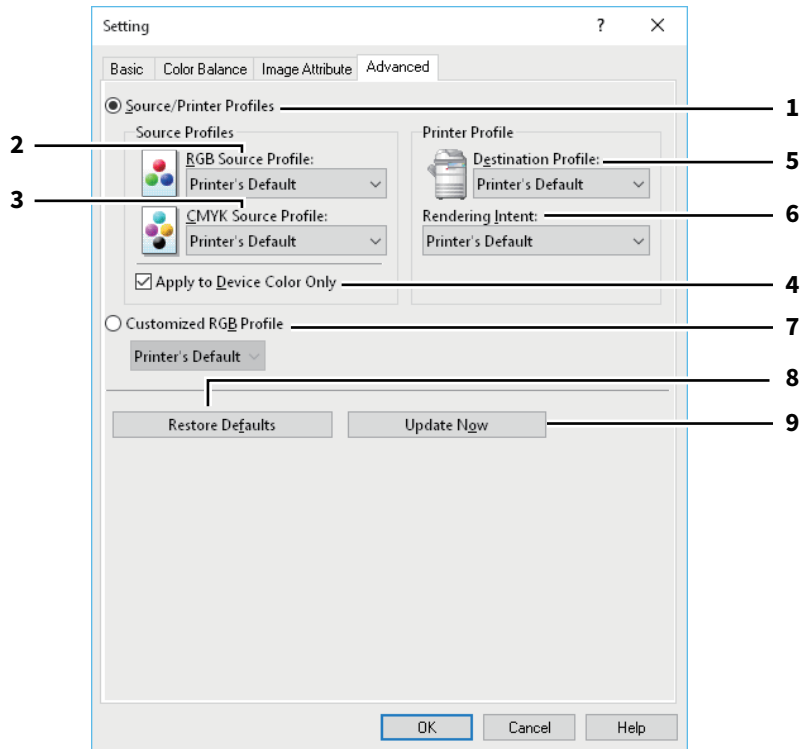 Setting ? ×
Basic Color Balance Image Attribute Advanced
Source/Printer Profiles 1
Source Profiles Printer Profile
2 RGB Source Profile: Destination Profile: 5
Printer's Default Printer's Default
3 CMYK Source Profile: Rendering Intent: 6
Printer's Default Printer's Default
Apply to Device Color Only 4
Customized RGB Profile 7
Printer's Default
8
Restore Defaults Update Now 9
OK Cancel Help